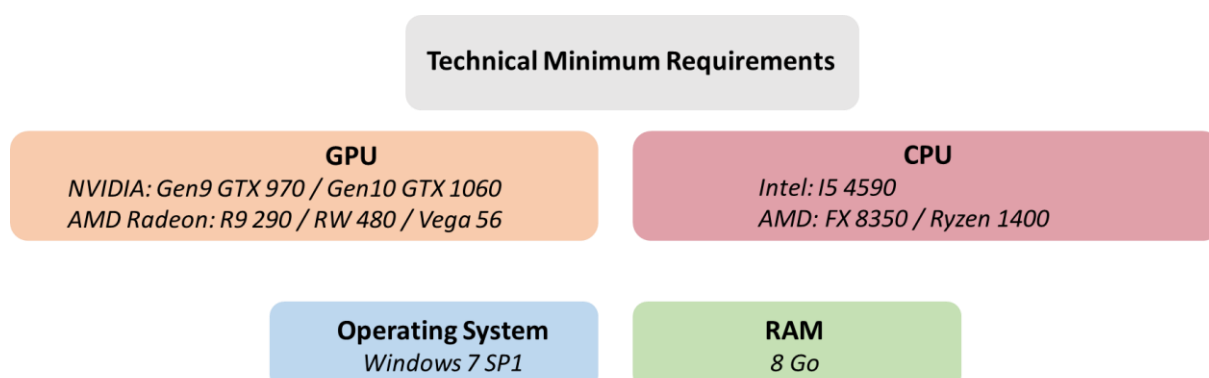 Technical Minimum Requirements
GPU
NVIDIA: Gen9 GTX 970 / Gen10 GTX 1060
AMD Radeon: R9 290 / RW 480 / Vega 56
CPU
Intel: I5 4590
AMD: FX 8350 / Ryzen 1400
Operating System
Windows 7 SP1
RAM
8 Go